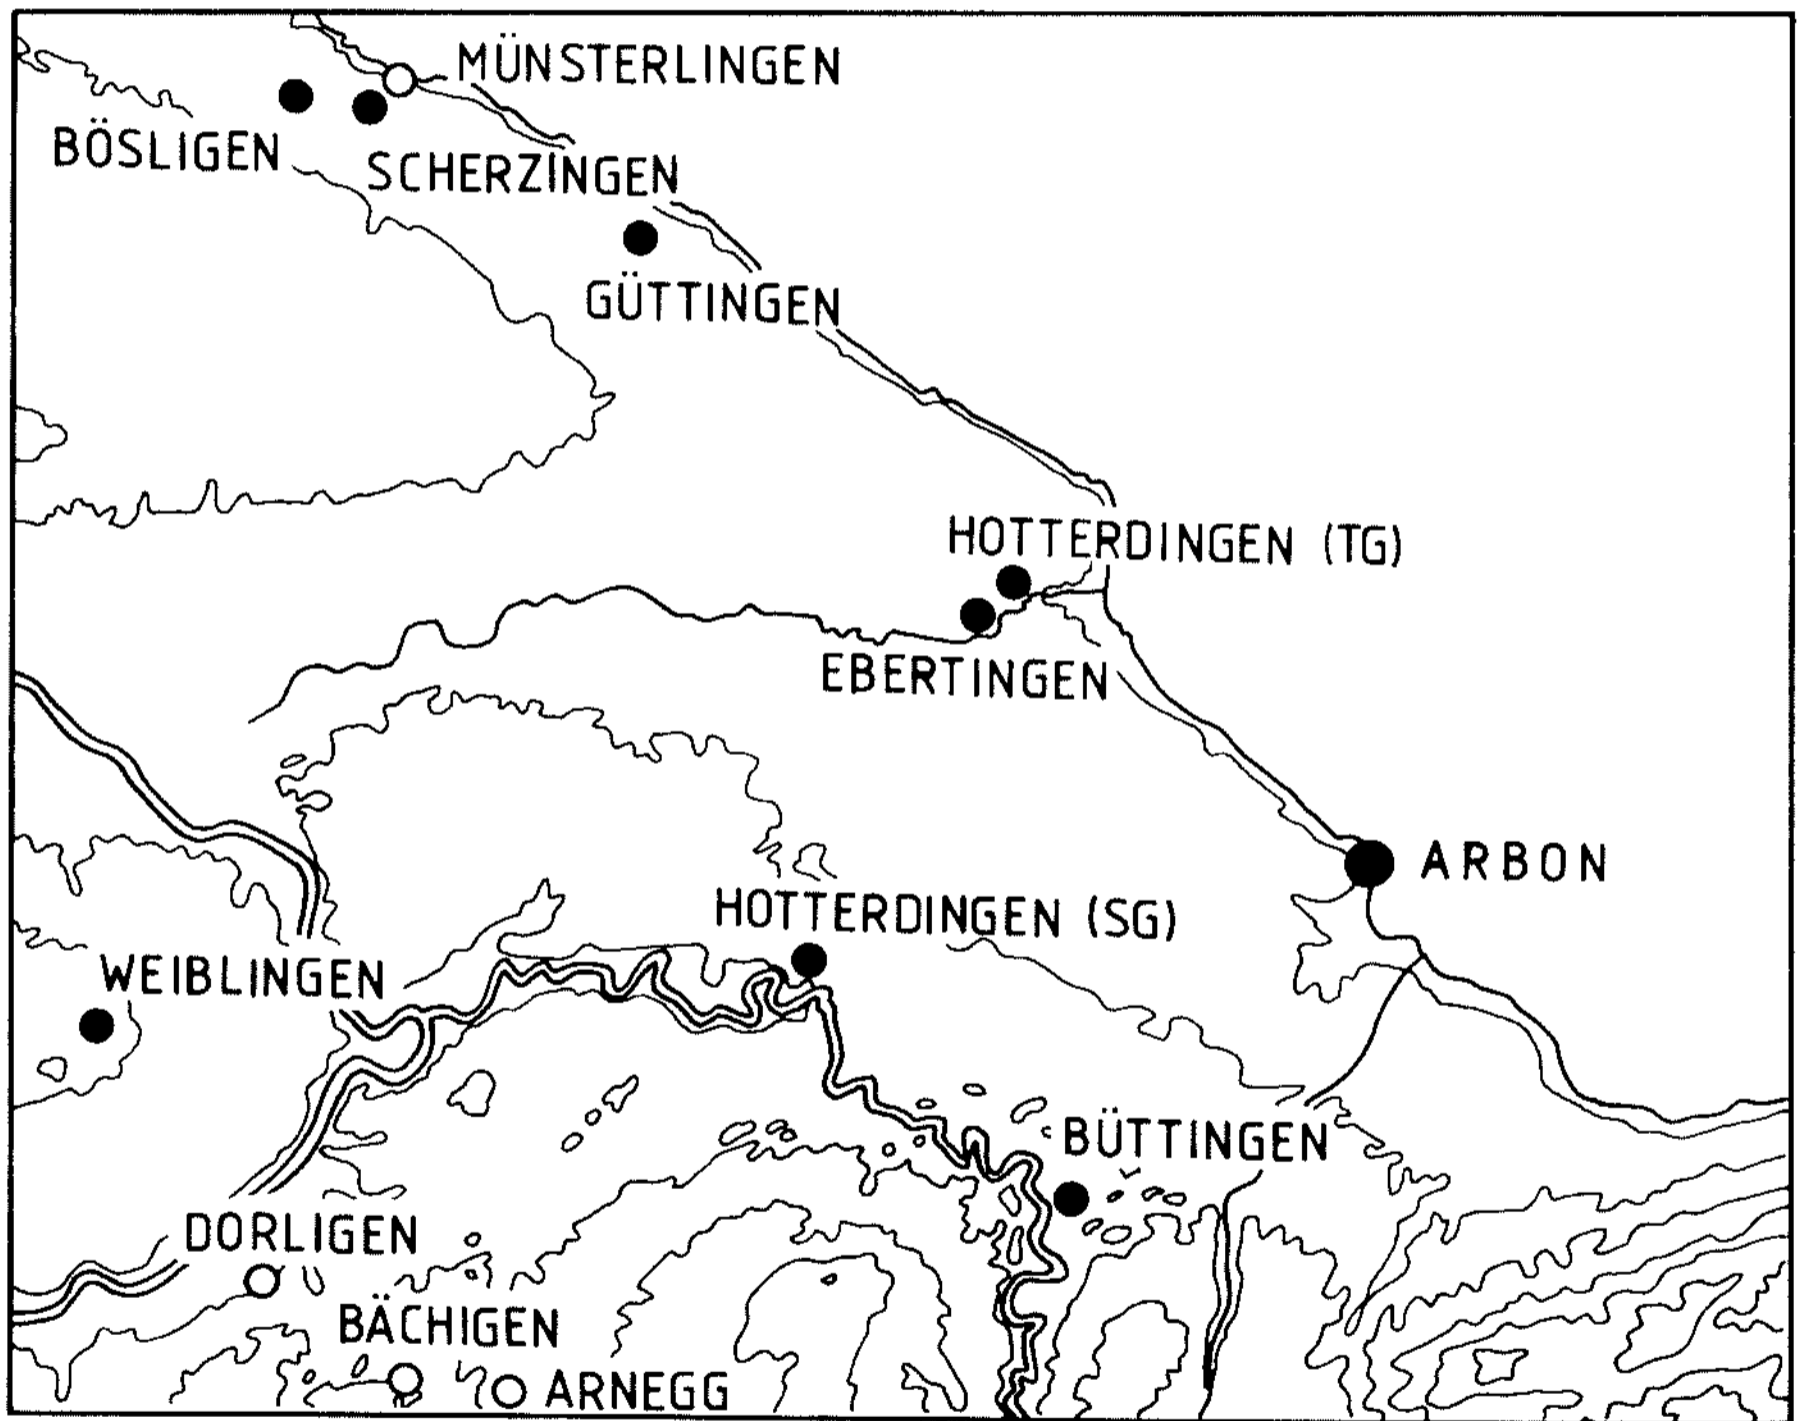 MÜNSTERLINGEN
BÖSLIGEN
SCHERZINGEN
GÜTTINGEN
HOTTERDINGEN (TG)
EBERTINGEN
ARBON
HOTTERDINGEN (SG)
WEIBLINGEN
BÜTTINGEN
DORLIGEN
BÄCHIGEN
ARNEGG